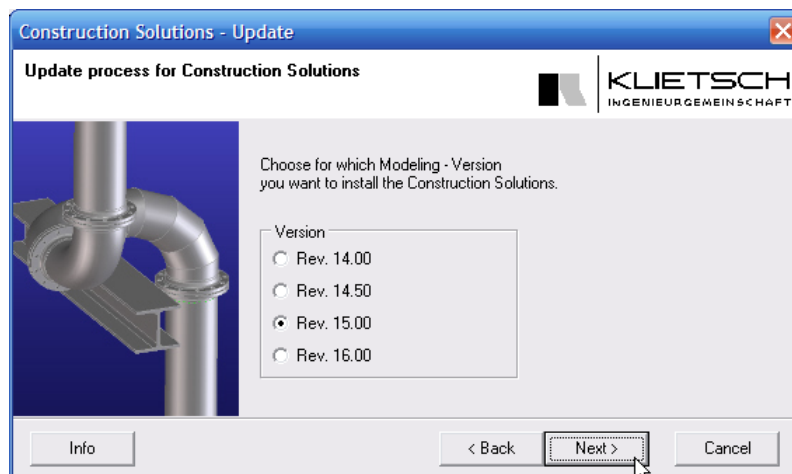 Construction Solutions - Update
Update process for Construction Solutions
KLIETSCH
INGENIEURGEMEINSCHAFT
Choose for which Modeling - Version
you want to install the Construction Solutions.
Version
Rev. 14.00
Rev. 14.50
Rev. 15.00
Rev. 16.00
Info
< Back
Next >
Cancel